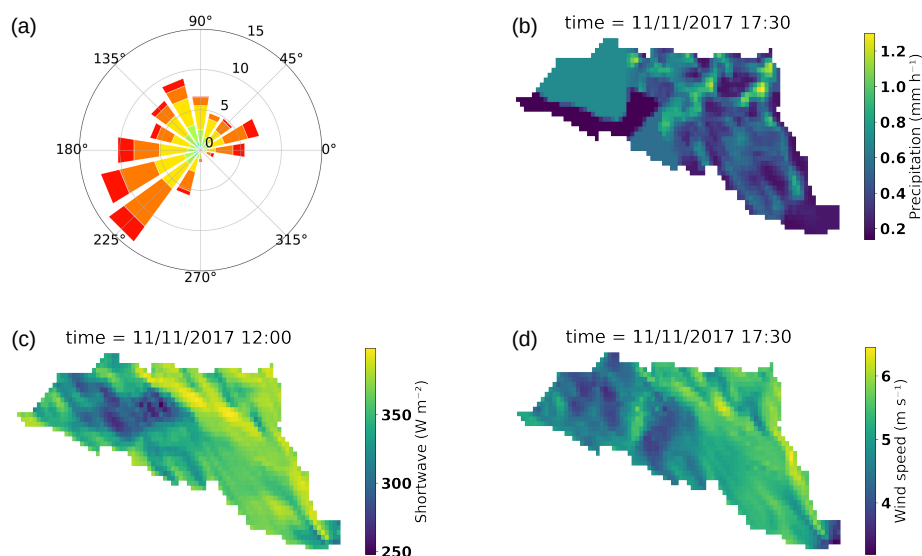 (a)
90°
15
135°
45°
10
5
0
180°
0°
225°
315°
270°
(b)
time = 11/11/2017 17:30
1.2
1.0
0.8
0.6
0.4
0.2
Precipitation (mm h⁻¹)
(c)
time = 11/11/2017 12:00
350
300
250
Shortwave (W m⁻²)
(d)
time = 11/11/2017 17:30
6
5
4
Wind speed (m s⁻¹)